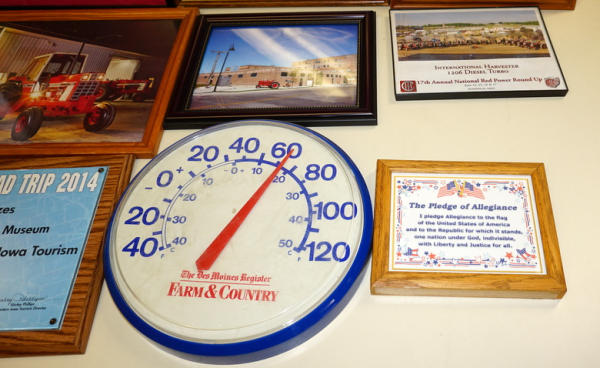 INTERNATIONAL HARVESTER
1206 DIESEL TURBO
17th Annual National Red Power Round Up
D TRIP 2014
zes
Museum
owa Tourism
40 20 0 + 20 40 60 80 100 120
40 30 20 10 0 20 30 40 50
F C C F
The Des Moines Register
FARM & COUNTRY
The Pledge of Allegiance
I pledge Allegiance to the flag
of the United States of America
and to the Republic for which it stands,
one nation under God, indivisible,
with Liberty and Justice for all.